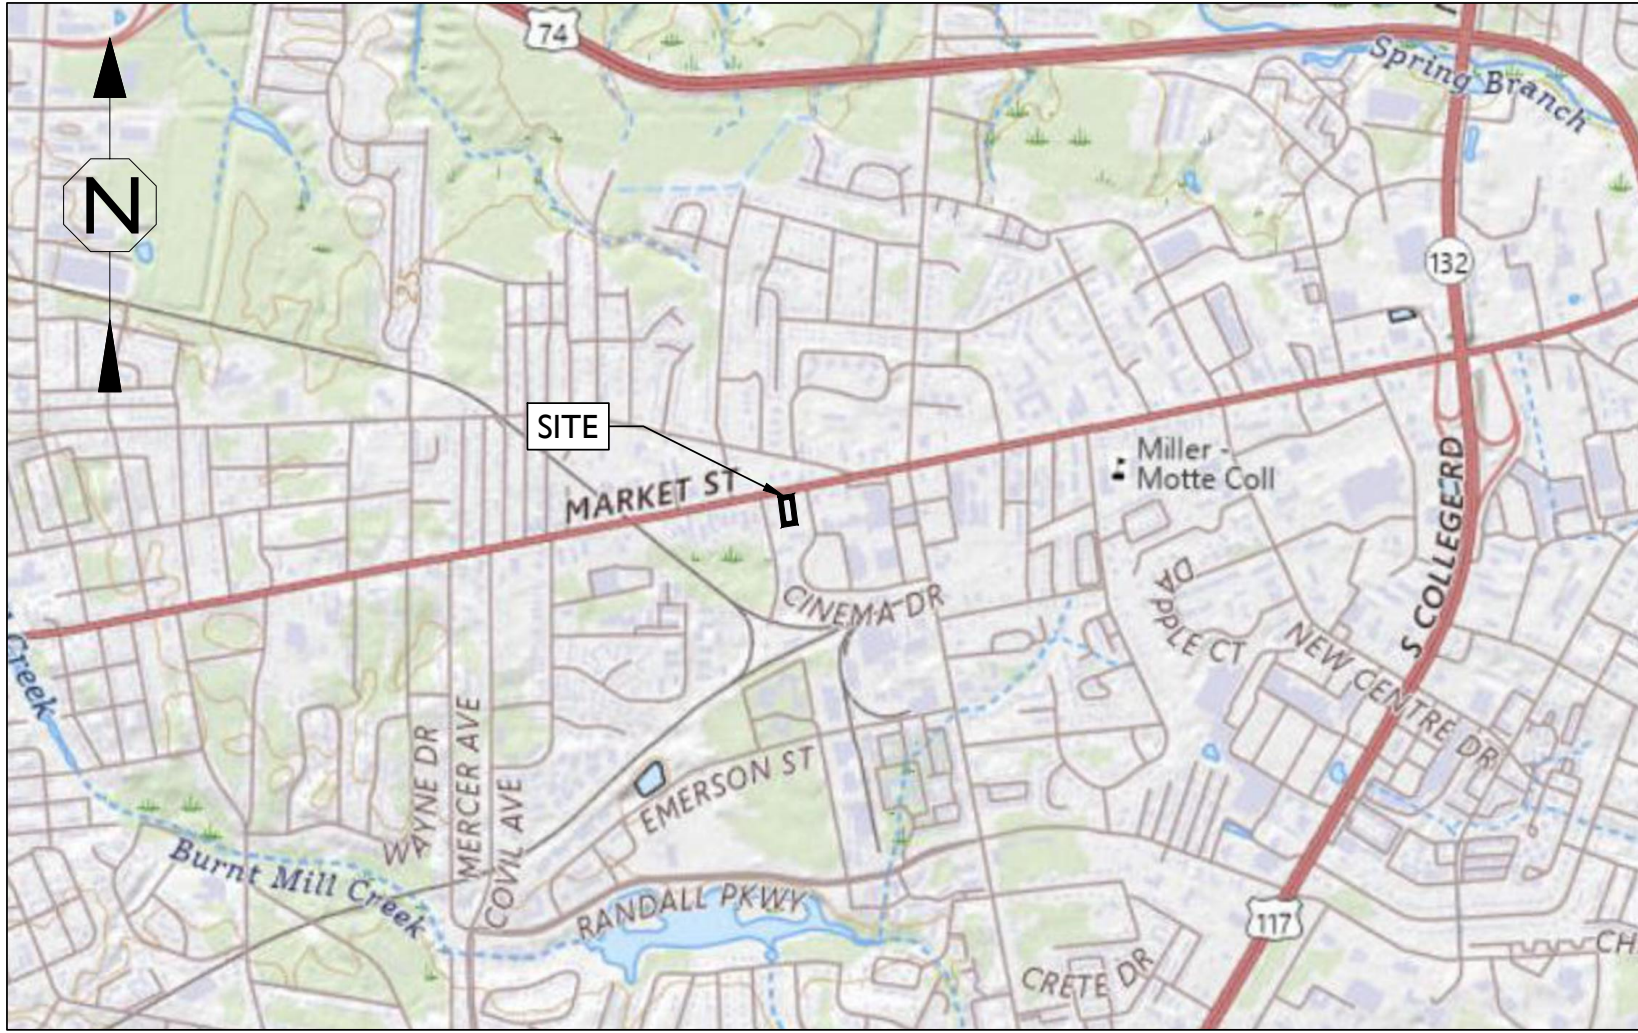 74
Spring Branch
N
132
SITE
MARKET ST
Miller -
Motte Coll
S COLLEGE RD
CINEMA DR
DAPPLE CT
NEW CENTRE DR
Creek
WAYNE DR
MERCER AVE
COVIL AVE
EMERSON ST
Burnt Mill Creek
RANDALL PKWY
117
CRETE DR
CH